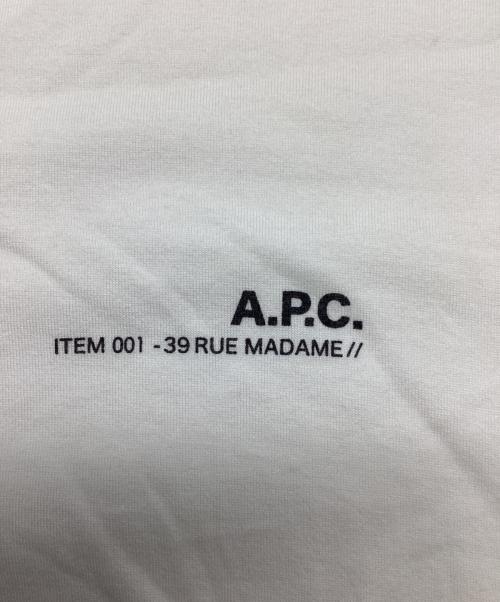 A.P.C.
ITEM 001 - 39 RUE MADAME//